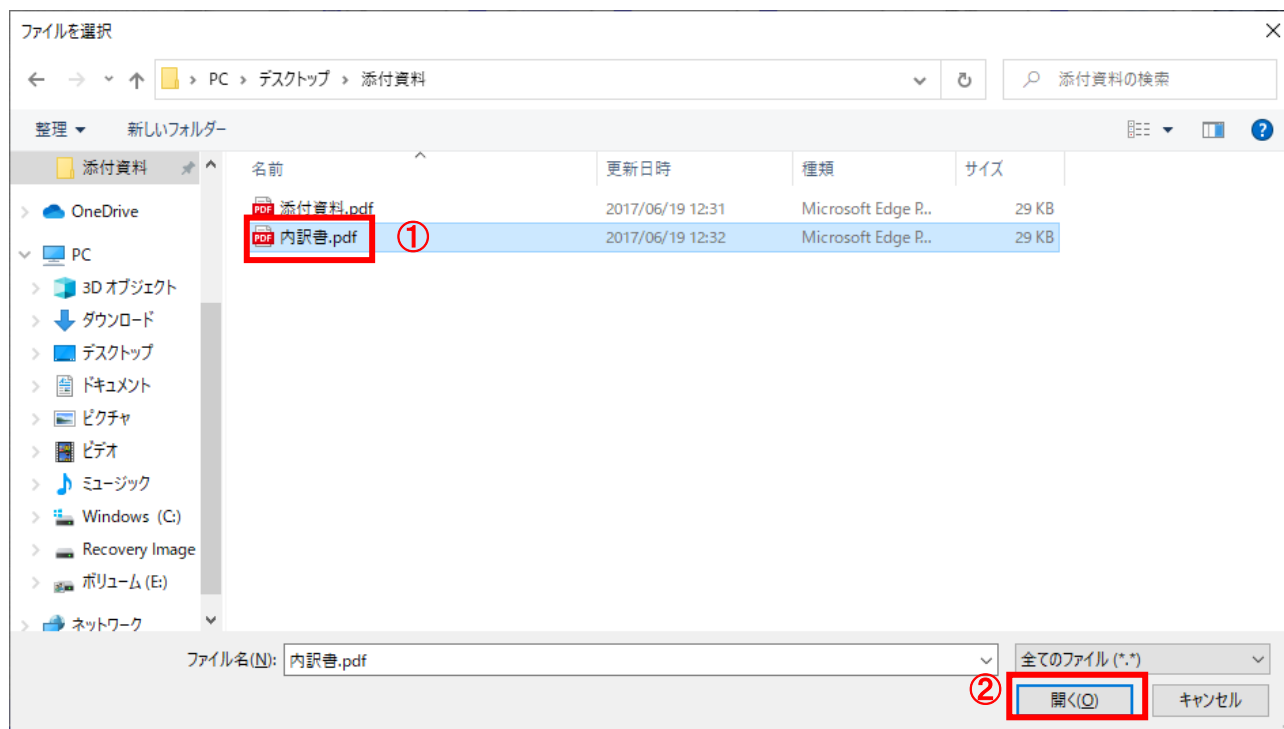 ファイルを選択
PC › デスクトップ › 添付資料
添付資料の検索
整理 新しいフォルダー
添付資料
OneDrive
PC
3D オブジェクト
ダウンロード
デスクトップ
ドキュメント
ピクチャ
ビデオ
ミュージック
Windows (C:)
Recovery Image
ボリューム (E:)
ネットワーク
名前 更新日時 種類 サイズ
PDF 添付資料.pdf 2017/06/19 12:31 Microsoft Edge P... 29 KB
PDF 内訳書.pdf ① 2017/06/19 12:32 Microsoft Edge P... 29 KB
ファイル名(N): 内訳書.pdf 全てのファイル (*.*)
② 開く(O) キャンセル